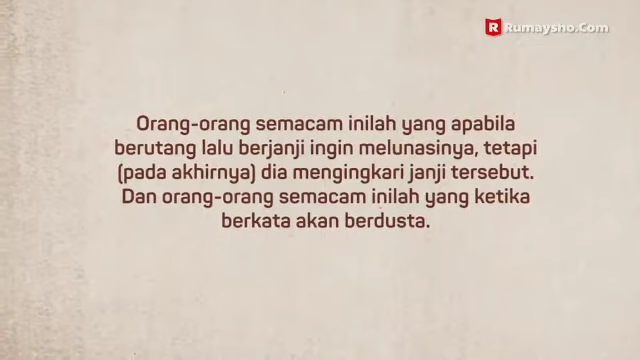 Rumaysho.Com
Orang-orang semacam inilah yang apabila
berutang lalu berjanji ingin melunasinya, tetapi
(pada akhirnya) dia mengingkari janji tersebut.
Dan orang-orang semacam inilah yang ketika
berkata akan berdusta.